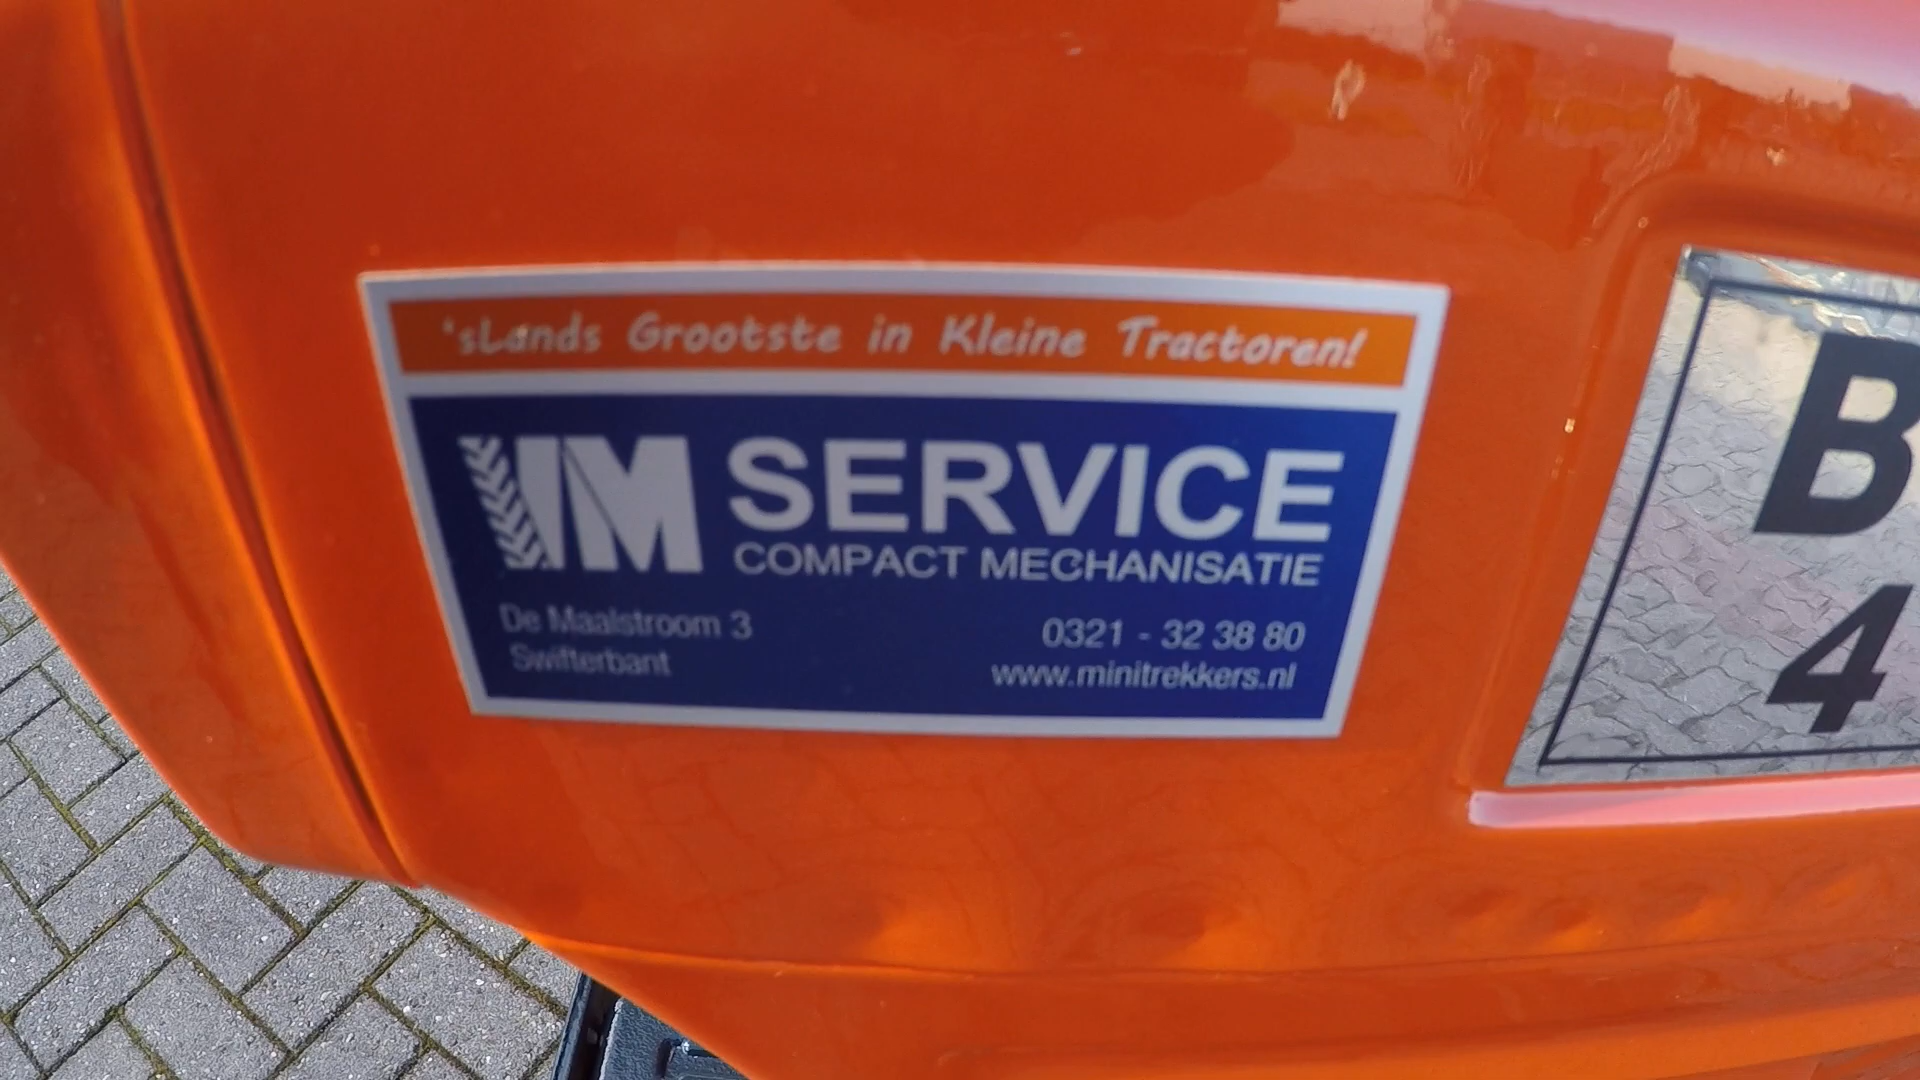 'sLands Grootste in Kleine Tractoren!
IM SERVICE
COMPACT MECHANISATIE
De Maalstroom 3
0321 - 32 38 80
Swifterbant
www.minitrekkers.nl
B
4